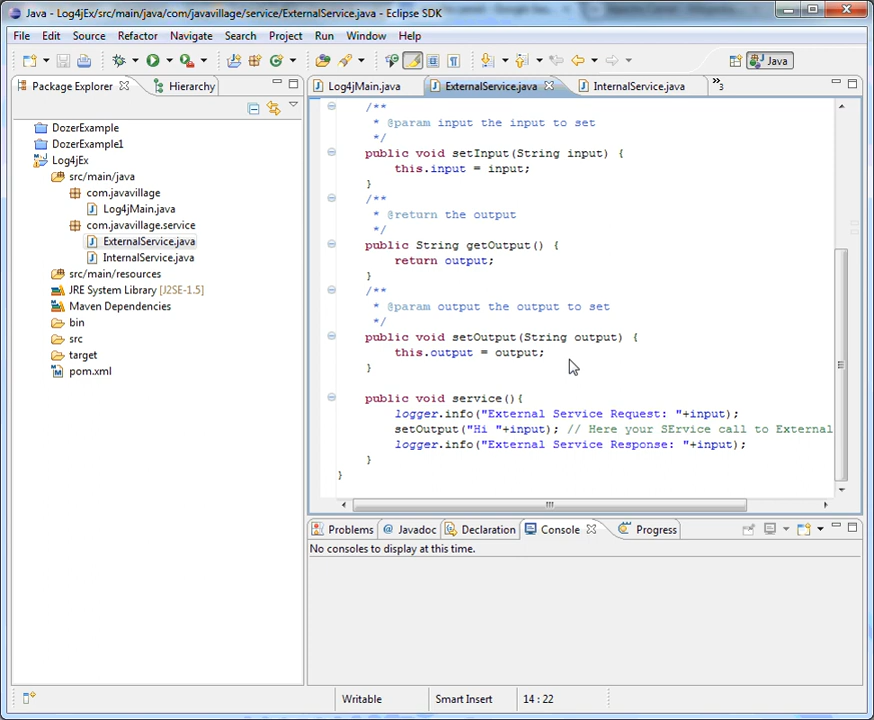 Java - Log4jEx/src/main/java/com/javavillage/service/ExternalService.java - Eclipse SDK
File Edit Source Refactor Navigate Search Project Run Window Help
Java
Package Explorer Hierarchy
Log4jMain.java ExternalService.java InternalService.java »3
DozerExample
DozerExample1
Log4jEx
src/main/java
com.javavillage
Log4jMain.java
com.javavillage.service
ExternalService.java
InternalService.java
src/main/resources
JRE System Library [J2SE-1.5]
Maven Dependencies
bin
src
target
pom.xml
/**
* @param input the input to set
*/
public void setInput(String input) {
this.input = input;
}
/**
* @return the output
*/
public String getOutput() {
return output;
}
/**
* @param output the output to set
*/
public void setOutput(String output) {
this.output = output;
}
public void service(){
logger.info("External Service Request: "+input);
setOutput("Hi "+input); // Here your SErvice call to External
logger.info("External Service Response: "+input);
}
}
Problems @ Javadoc Declaration Console Progress
No consoles to display at this time.
Writable Smart Insert 14 : 22